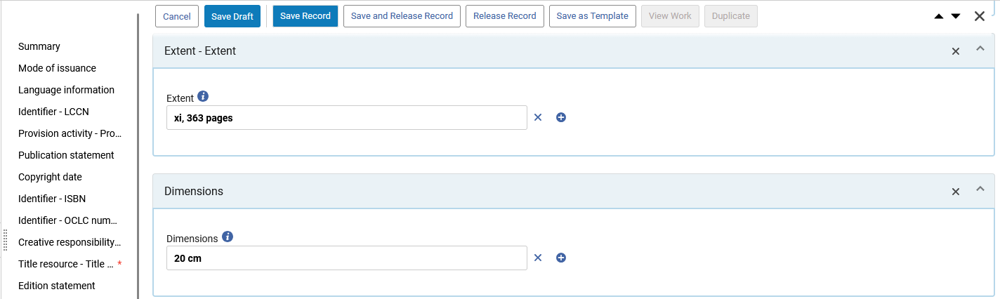 Cancel Save Draft Save Record Save and Release Record Release Record Save as Template View Work Duplicate
Summary
Mode of issuance
Language information
Identifier - LCCN
Provision activity - Pro...
Publication statement
Copyright date
Identifier - ISBN
Identifier - OCLC num...
Creative responsibility...
Title resource - Title ... *
Edition statement
Extent - Extent
Extent
xi, 363 pages
Dimensions
Dimensions
20 cm